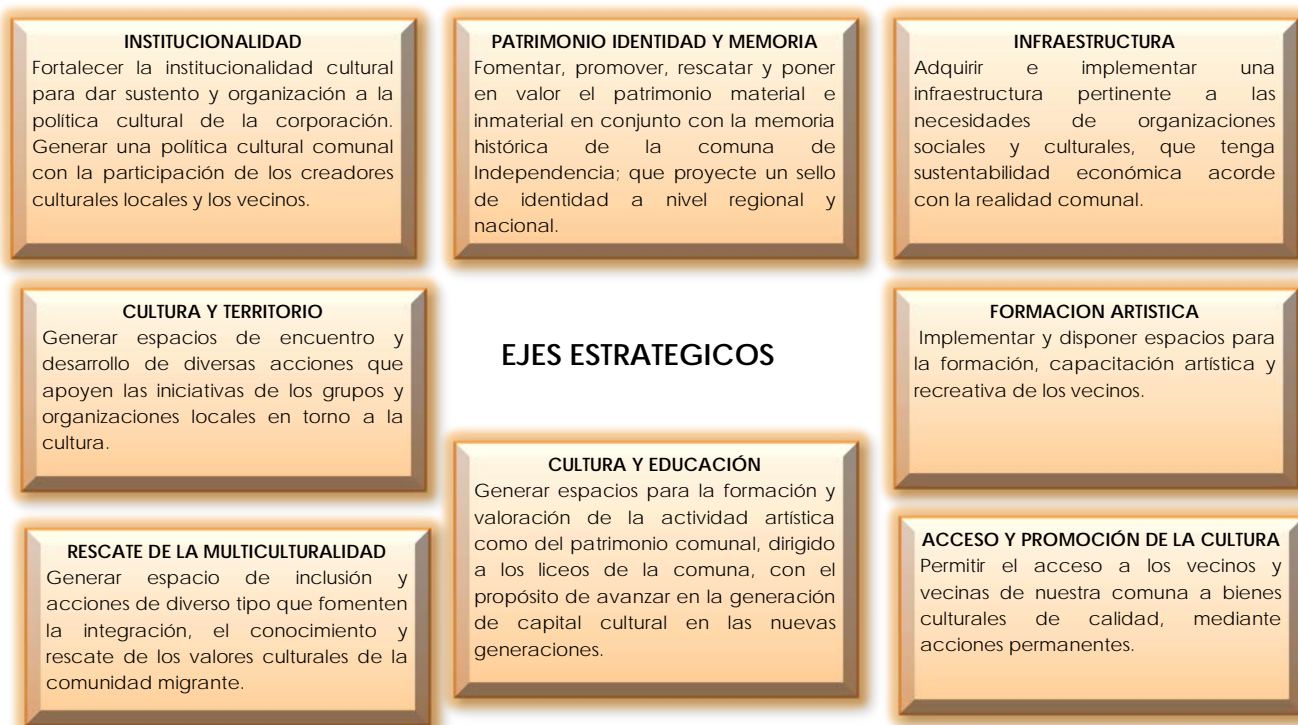 INSTITUCIONALIDAD
Fortalecer la institucionalidad cultural
para dar sustento y organización a la
política cultural de la corporación.
Generar una política cultural comunal
con la participación de los creadores
culturales locales y los vecinos.
PATRIMONIO IDENTIDAD Y MEMORIA
Fomentar, promover, rescatar y poner
en valor el patrimonio material e
inmaterial en conjunto con la memoria
histórica de la comuna de
Independencia; que proyecte un sello
de identidad a nivel regional y
nacional.
INFRAESTRUCTURA
Adquirir e implementar una
infraestructura pertinente a las
necesidades de organizaciones
sociales y culturales, que tenga
sustentabilidad económica acorde
con la realidad comunal.
CULTURA Y TERRITORIO
Generar espacios de encuentro y
desarrollo de diversas acciones que
apoyen las iniciativas de los grupos y
organizaciones locales en torno a la
cultura.
EJES ESTRATEGICOS
FORMACION ARTISTICA
Implementar y disponer espacios para
la formación, capacitación artística y
recreativa de los vecinos.
CULTURA Y EDUCACIÓN
Generar espacios para la formación y
valoración de la actividad artística
como del patrimonio comunal, dirigido
a los liceos de la comuna, con el
propósito de avanzar en la generación
de capital cultural en las nuevas
generaciones.
RESCATE DE LA MULTICULTURALIDAD
Generar espacio de inclusión y
acciones de diverso tipo que fomenten
la integración, el conocimiento y
rescate de los valores culturales de la
comunidad migrante.
ACCESO Y PROMOCIÓN DE LA CULTURA
Permitir el acceso a los vecinos y
vecinas de nuestra comuna a bienes
culturales de calidad, mediante
acciones permanentes.